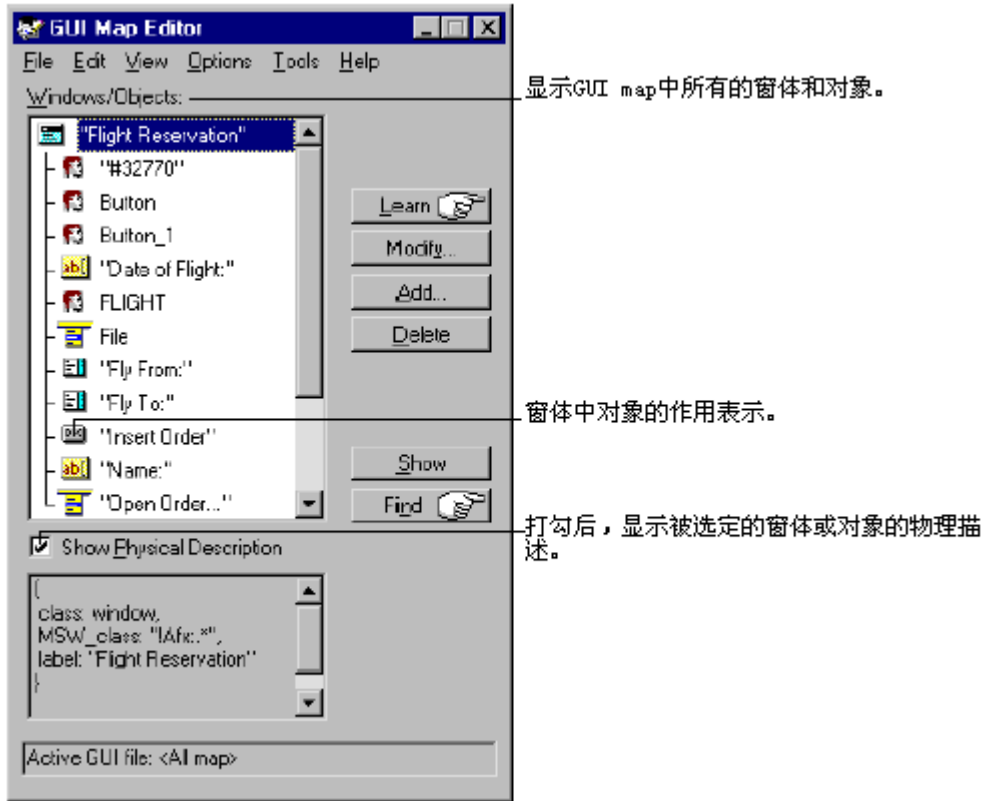 GUI Map Editor
File Edit View Options Tools Help
Windows/Objects:
显示GUI map中所有的窗体和对象。
"Flight Reservation"
"#32770"
Button
Learn
Button_1
Modify...
"Date of Flight:"
Add...
FLIGHT
File
Delete
"Fly From:"
"Fly To:"
窗体中对象的作用表示。
"Insert Order"
"Name:"
Show
"Open Order..."
Find
打勾后，显示被选定的窗体或对象的物理描
述。
Show Physical Description
{
class: window,
MSW_class: "!Afx:.*",
label: "Flight Reservation"
}
Active GUI file: <All map>